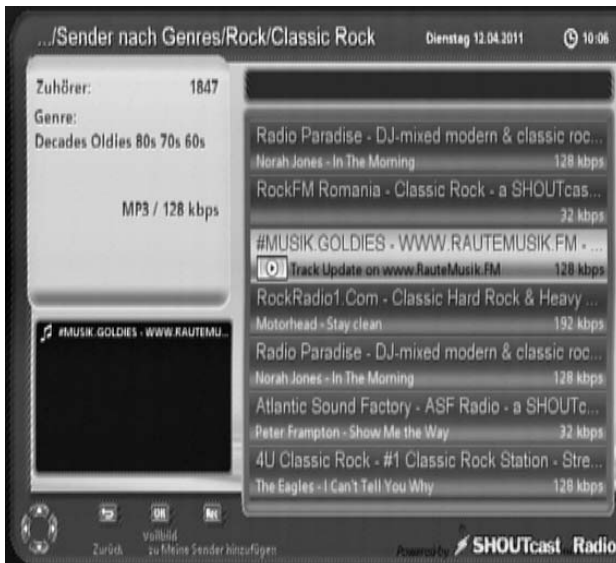 .../Sender nach Genres/Rock/Classic Rock
Dienstag 12.04.2011
10:06
Zuhörer: 1847
Genre:
Decades Oldies 80s 70s 60s
MP3 / 128 kbps
#MUSIK.GOLDIES - WWW.RAUTEMU...
Radio Paradise - DJ-mixed modern & classic roc...
Norah Jones - In The Morning 128 kbps
RockFM Romania - Classic Rock - a SHOUTcas...
32 kbps
#MUSIK.GOLDIES - WWW.RAUTEMUSIK.FM - ...
Track Update on www.RauteMusik.FM 128 kbps
RockRadio1.Com - Classic Hard Rock & Heavy ...
Motorhead - Stay clean 192 kbps
Radio Paradise - DJ-mixed modern & classic roc...
Norah Jones - In The Morning 128 kbps
Atlantic Sound Factory - ASF Radio - a SHOUTc...
Peter Frampton - Show Me the Way 32 kbps
4U Classic Rock - #1 Classic Rock Station - Stre...
The Eagles - I Can't Tell You Why 128 kbps
OK
Rec
Zurück
Vollbild
zu Meine Sender hinzufügen
Powered by SHOUTcast Radio